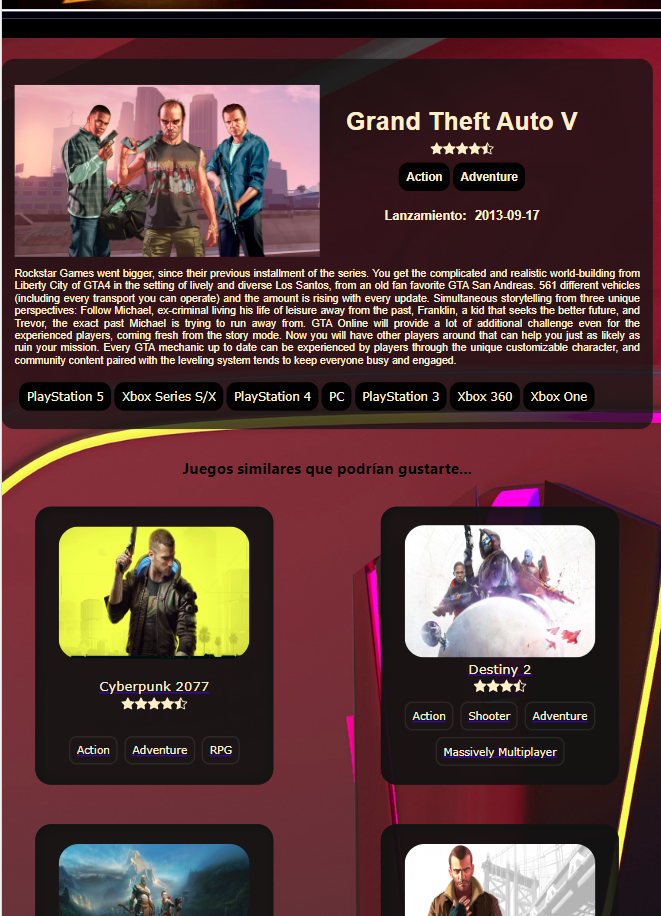 Grand Theft Auto V
Action Adventure
Lanzamiento: 2013-09-17
Rockstar Games went bigger, since their previous installment of the series. You get the complicated and realistic world-building from
Liberty City of GTA4 in the setting of lively and diverse Los Santos, from an old fan favorite GTA San Andreas. 561 different vehicles
(including every transport you can operate) and the amount is rising with every update. Simultaneous storytelling from three unique
perspectives: Follow Michael, ex-criminal living his life of leisure away from the past, Franklin, a kid that seeks the better future, and
Trevor, the exact past Michael is trying to run away from. GTA Online will provide a lot of additional challenge even for the
experienced players, coming fresh from the story mode. Now you will have other players around that can help you just as likely as
ruin your mission. Every GTA mechanic up to date can be experienced by players through the unique customizable character, and
community content paired with the leveling system tends to keep everyone busy and engaged.
PlayStation 5 Xbox Series S/X PlayStation 4 PC PlayStation 3 Xbox 360 Xbox One
Juegos similares que podrían gustarte...
Cyberpunk 2077
Action Adventure RPG
Destiny 2
Action Shooter Adventure
Massively Multiplayer